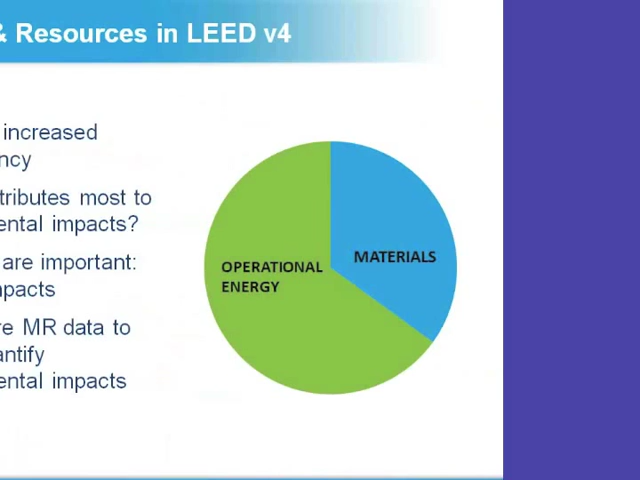 & Resources in LEED v4
increased
ncy
tributes most to
ental impacts?
are important:
npacts
re MR data to
antify
ental impacts
OPERATIONAL
ENERGY
MATERIALS